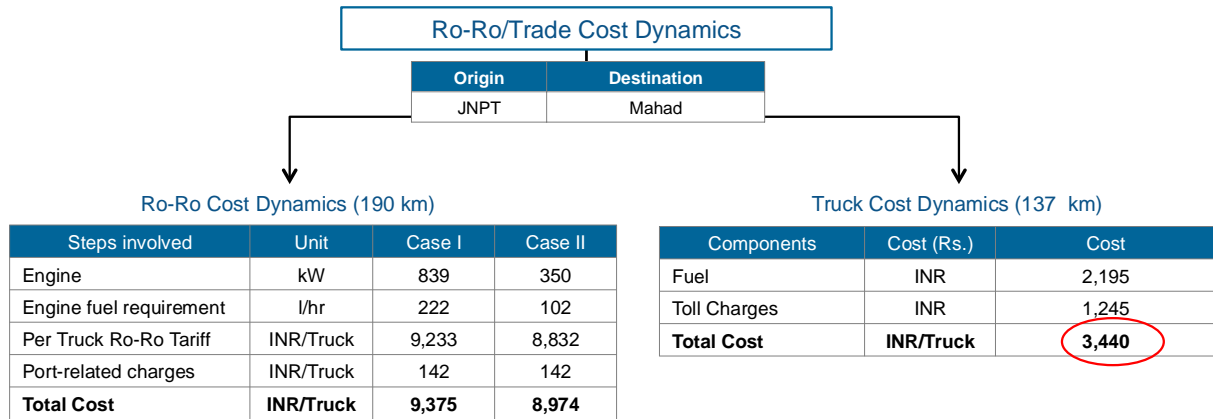 Ro-Ro/Trade Cost Dynamics
Origin Destination
JNPT Mahad
Ro-Ro Cost Dynamics (190 km)
Steps involved Unit Case I Case II
Engine kW 839 350
Engine fuel requirement l/hr 222 102
Per Truck Ro-Ro Tariff INR/Truck 9,233 8,832
Port-related charges INR/Truck 142 142
Total Cost INR/Truck 9,375 8,974
Truck Cost Dynamics (137 km)
Components Cost (Rs.) Cost
Fuel INR 2,195
Toll Charges INR 1,245
Total Cost INR/Truck 3,440